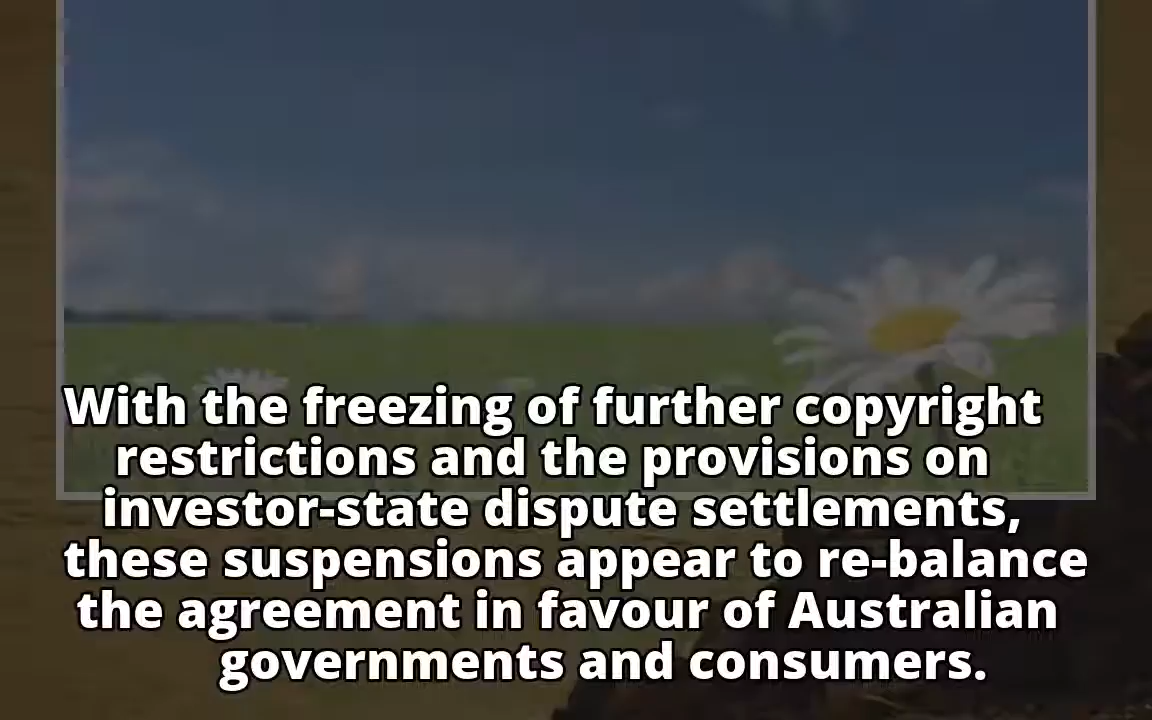 With the freezing of further copyright
restrictions and the provisions on
investor-state dispute settlements,
these suspensions appear to re-balance
the agreement in favour of Australian
governments and consumers.